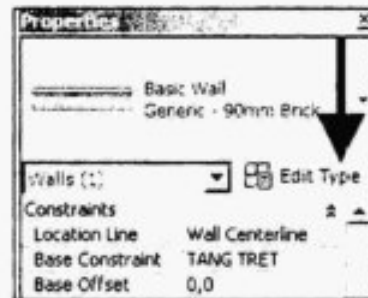 Properties
Basic Wall
Generic - 90mm Brick
Walls (1)
Edit Type
Constraints
Location Line Wall Centerline
Base Constraint TANG TRET
Base Offset 0,0